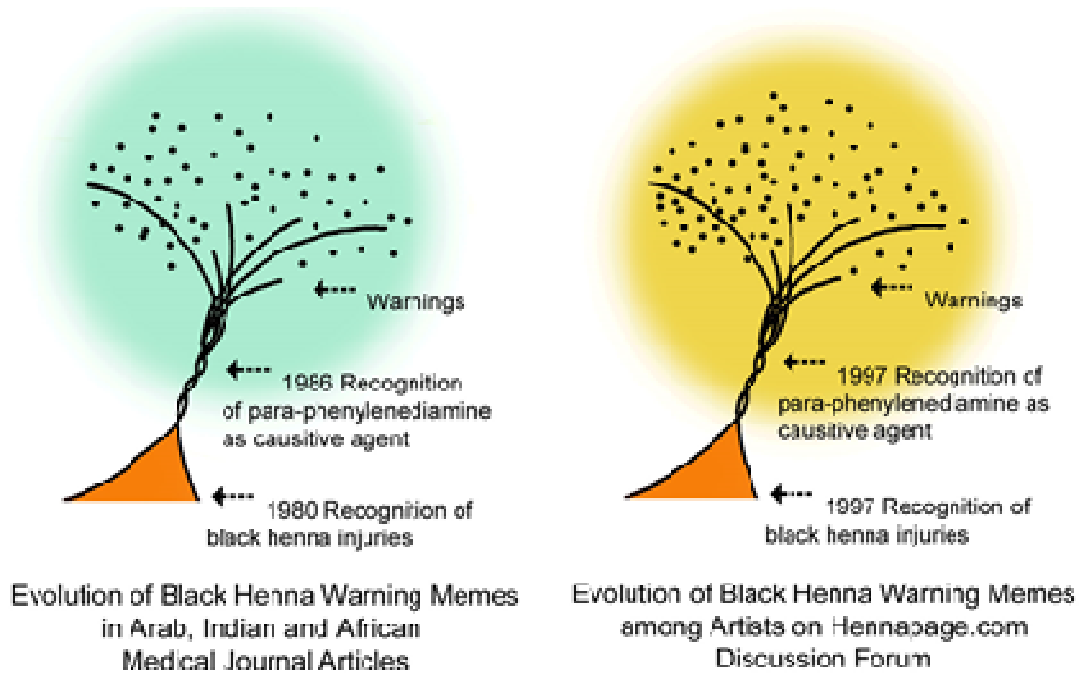 Warnings
1986 Recognition
of para-phenylenediamine
as causitive agent
1980 Recognition of
black henna injuries
Evolution of Black Henna Warning Memes
in Arab, Indian and African
Medical Journal Articles
Warnings
1997 Recognition of
para-phenylenediamine as
causitive agent
1997 Recognition of
black henna injuries
Evolution of Black Henna Warning Memes
among Artists on Hennapage.com
Discussion Forum